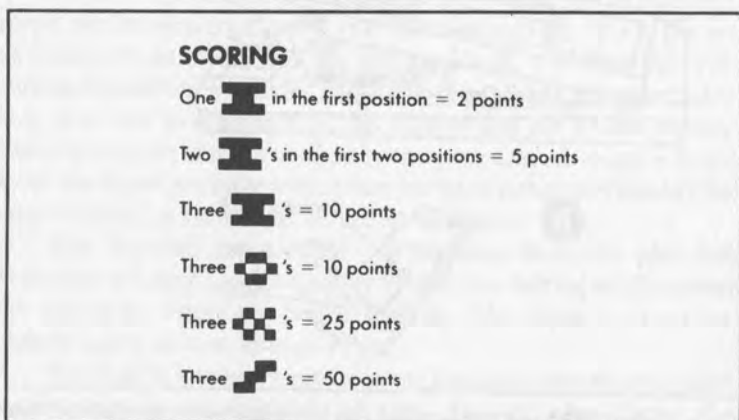 SCORING
One in the first position = 2 points
Two 's in the first two positions = 5 points
Three 's = 10 points
Three 's = 10 points
Three 's = 25 points
Three 's = 50 points